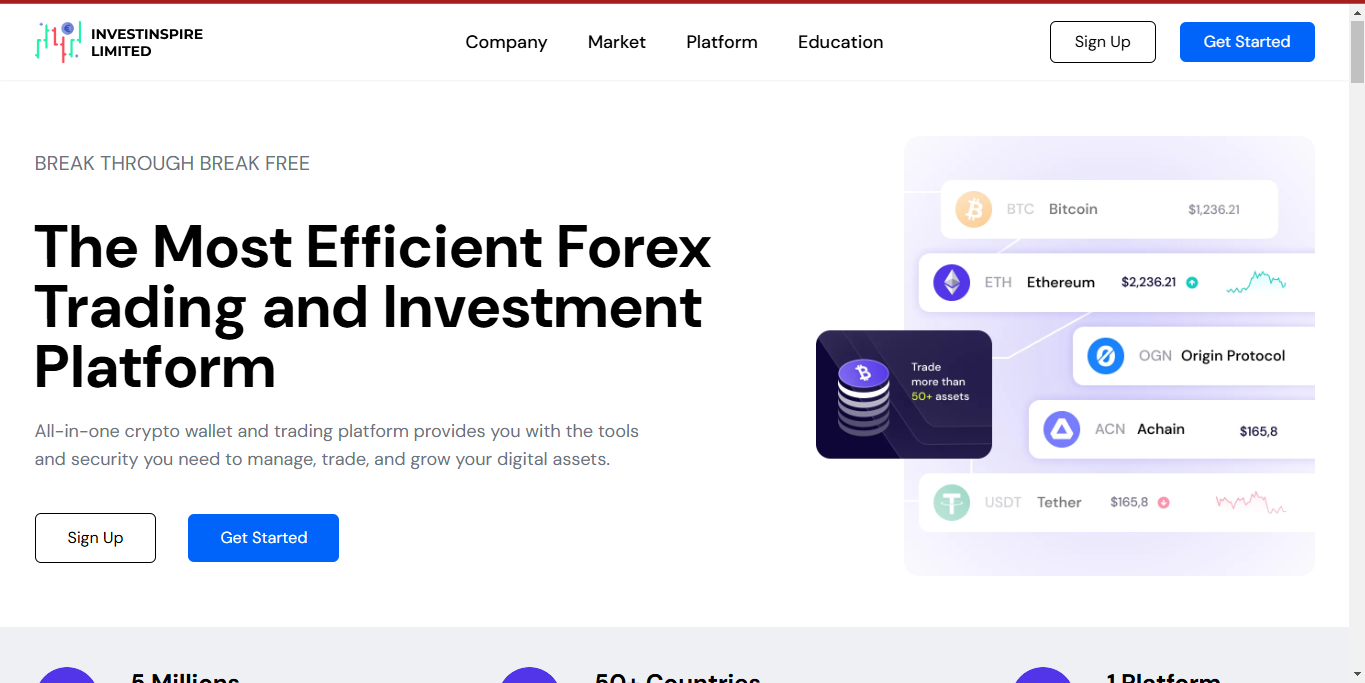 INVESTINSPIRE
LIMITED
Company
Market
Platform
Education
Sign Up
Get Started
BREAK THROUGH BREAK FREE
The Most Efficient Forex
Trading and Investment
Platform
All-in-one crypto wallet and trading platform provides you with the tools
and security you need to manage, trade, and grow your digital assets.
Sign Up
Get Started
BTC Bitcoin $1,236.21
ETH Ethereum $2,236.21
OGN Origin Protocol
Trade
more than
50+ assets
ACN Achain $165,8
USDT Tether $165,8
5 Millions
50+ Countries
1 Platform